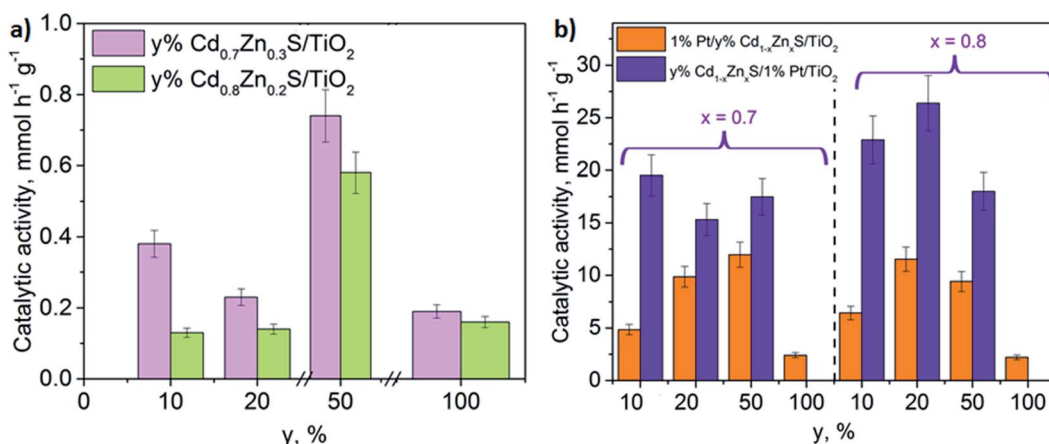 a)
1.0
0.8
0.6
0.4
0.2
0.0
Catalytic activity, mmol h⁻¹ g⁻¹
y% Cd₀.₇Zn₀.₃S/TiO₂
y% Cd₀.₈Zn₀.₂S/TiO₂
0 10 20 50 100
y, %
b)
30
25
20
15
10
5
0
Catalytic activity, mmol h⁻¹ g⁻¹
1% Pt/y% Cd₁₋ₓZnₓS/TiO₂
y% Cd₁₋ₓZnₓS/1% Pt/TiO₂
x = 0.7
x = 0.8
10 20 50 100 10 20 50 100
y, %